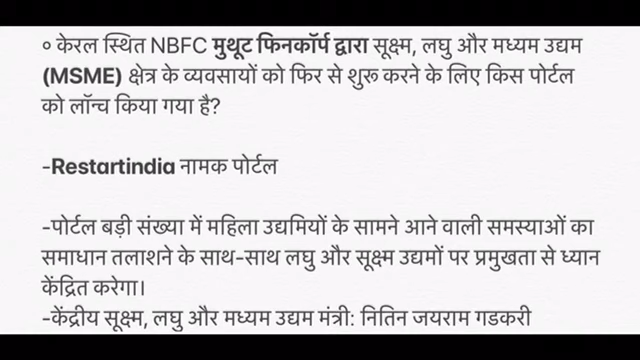 ० केरल स्थित NBFC मुथूट फिनकॉर्प द्वारा सूक्ष्म, लघु और मध्यम उद्यम
(MSME) क्षेत्र के व्यवसायों को फिर से शुरू करने के लिए किस पोर्टल
को लॉन्च किया गया है?
-Restartindia नामक पोर्टल
-पोर्टल बड़ी संख्या में महिला उद्यमियों के सामने आने वाली समस्याओं का
समाधान तलाशने के साथ-साथ लघु और सूक्ष्म उद्यमों पर प्रमुखता से ध्यान
केंद्रित करेगा।
-केंद्रीय सूक्ष्म, लघु और मध्यम उद्यम मंत्री: नितिन जयराम गडकरी